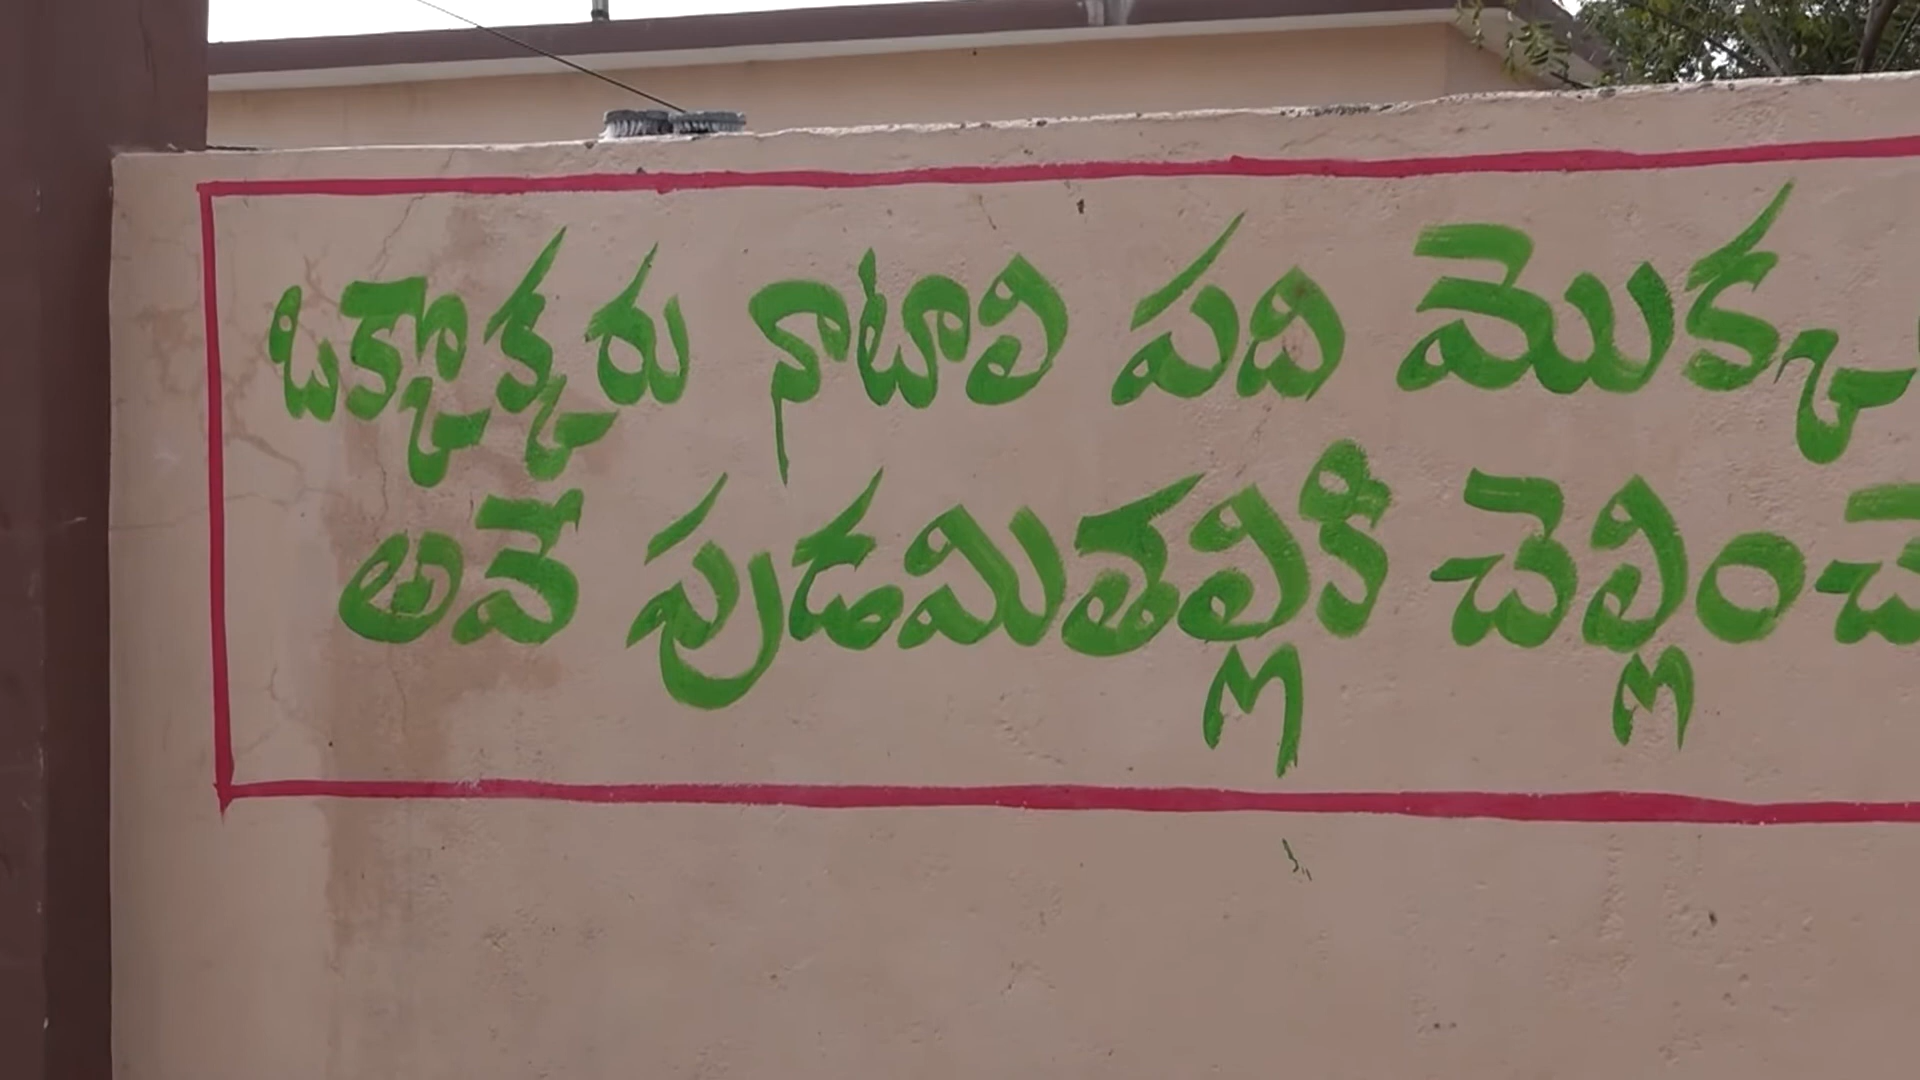 ఒక్కొక్కరు నాటాలి పది మొక్క
అవే పుడమితల్లికి చెల్లించే